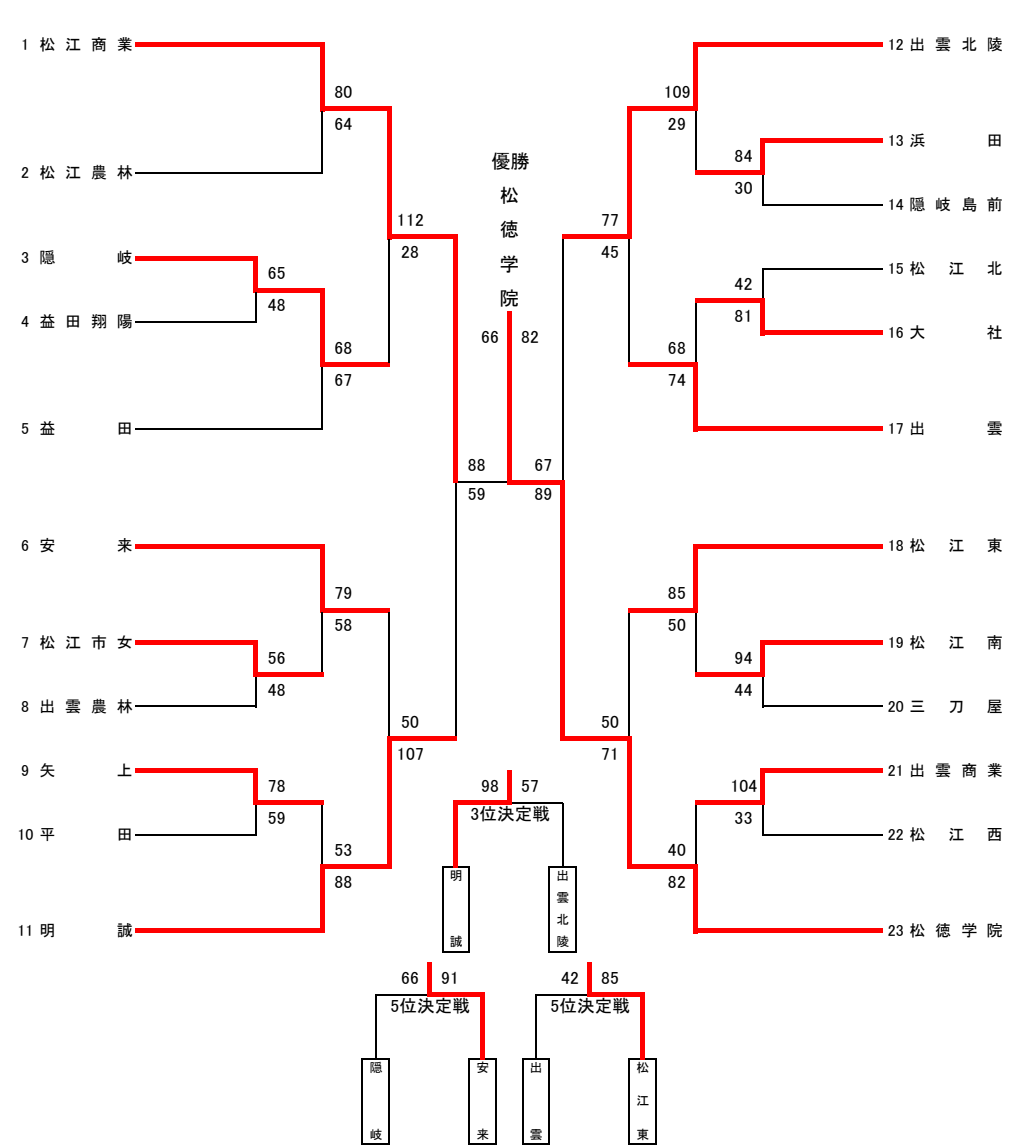 1 松江商業
80
64
2 松江農林
112
28
3 隠岐
65
48
4 益田翔陽
68
67
5 益田
88
59
6 安来
79
58
7 松江市女
56
48
8 出雲農林
50
107
9 矢上
78
59
10 平田
53
88
11 明誠
優勝
松徳学院
66 82
12 出雲北陵
109
29
13 浜田
84
30
14 隠岐島前
77
45
15 松江北
42
81
16 大社
68
74
17 出雲
67
89
18 松江東
85
50
19 松江南
94
44
20 三刀屋
50
71
21 出雲商業
104
33
22 松江西
40
82
23 松徳学院
98 57
3位決定戦
明誠
出雲北陵
66 91
5位決定戦
隠岐
安来
42 85
5位決定戦
出雲
松江東